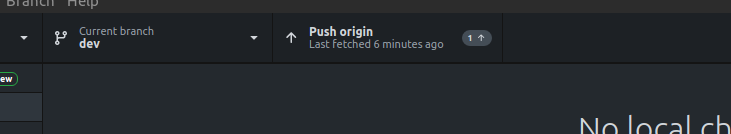 Branch Help
Current branch
dev
Push origin
Last fetched 6 minutes ago
1
ew
No local ch